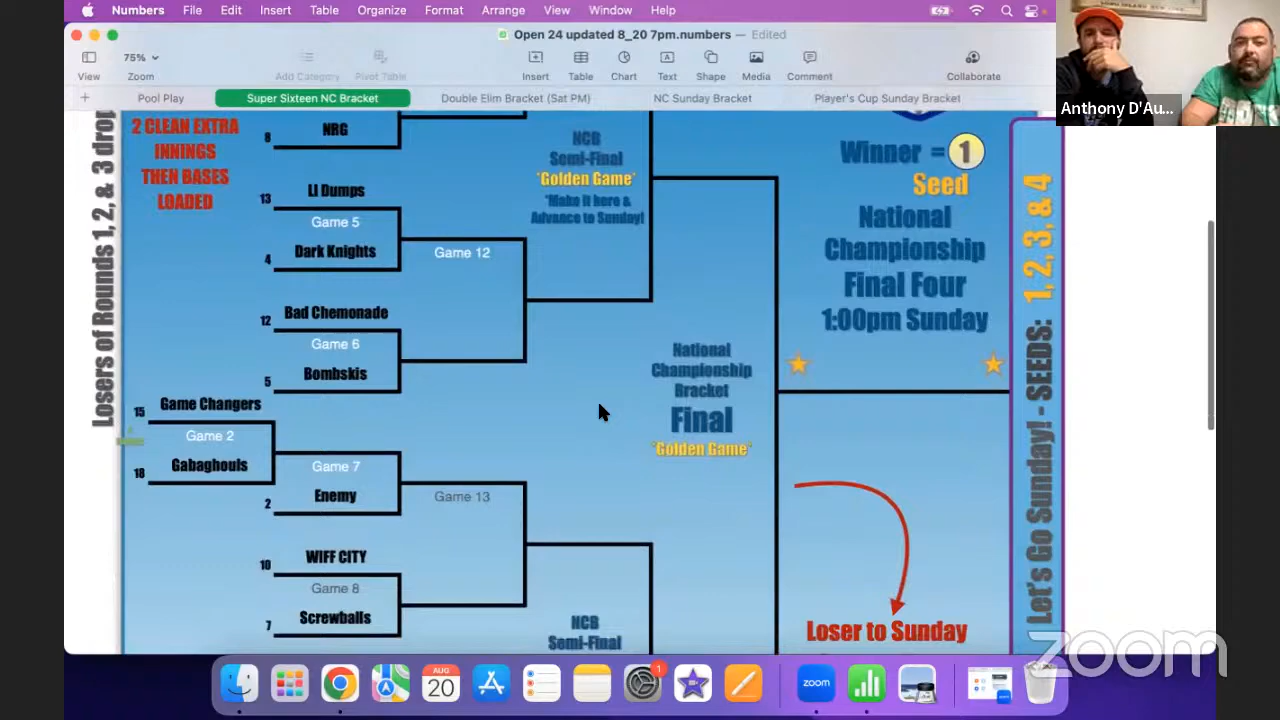 Numbers File Edit Insert Table Organize Format Arrange View Window Help
Open 24 updated 8_20 7pm.numbers — Edited
75%
View Zoom Add Category Pivot Table Insert Table Chart Text Shape Media Comment Collaborate
Pool Play Super Sixteen NC Bracket Double Elim Bracket (Sat PM) NC Sunday Bracket Player's Cup Sunday Bracket
Anthony D'Au...
Losers of Rounds 1, 2, & 3 drop
2 CLEAN EXTRA
INNINGS
THEN BASES
LOADED
8 NRG
13 LI Dumps
Game 5
4 Dark Knights
Game 12
12 Bad Chemonade
Game 6
5 Bombskis
15 Game Changers
Game 2
18 Gabaghouls
Game 7
2 Enemy
Game 13
10 WIFF CITY
Game 8
7 Screwballs
NCB
Semi-Final
*Golden Game*
*Make it here &
Advance to Sunday!
National
Championship
Bracket
Final
*Golden Game*
NCB
Semi-Final
Winner = 1
Seed
National
Championship
Final Four
1:00pm Sunday
Loser to Sunday
Let's Go Sunday! - SEEDS: 1, 2, 3, & 4
AUG
20
1
zoom
zoom